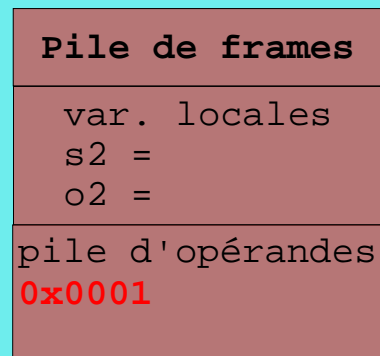 Pile de frames
var. locales
s2 =
o2 =
pile d'opérandes
0x0001